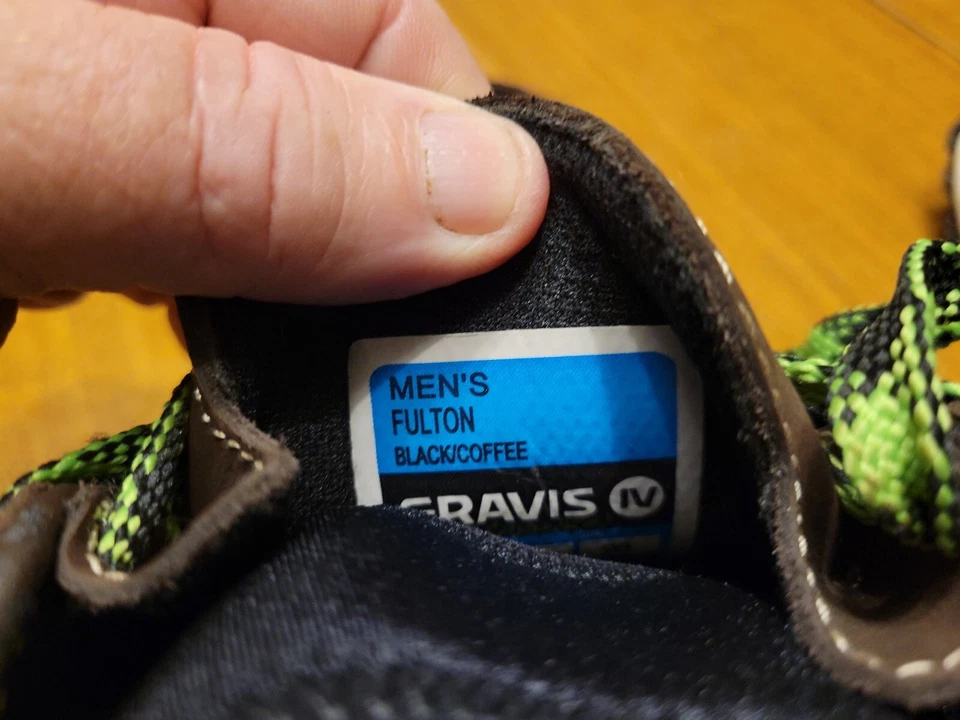 MEN'S
FULTON
BLACK/COFFEE
GRAVIS IV